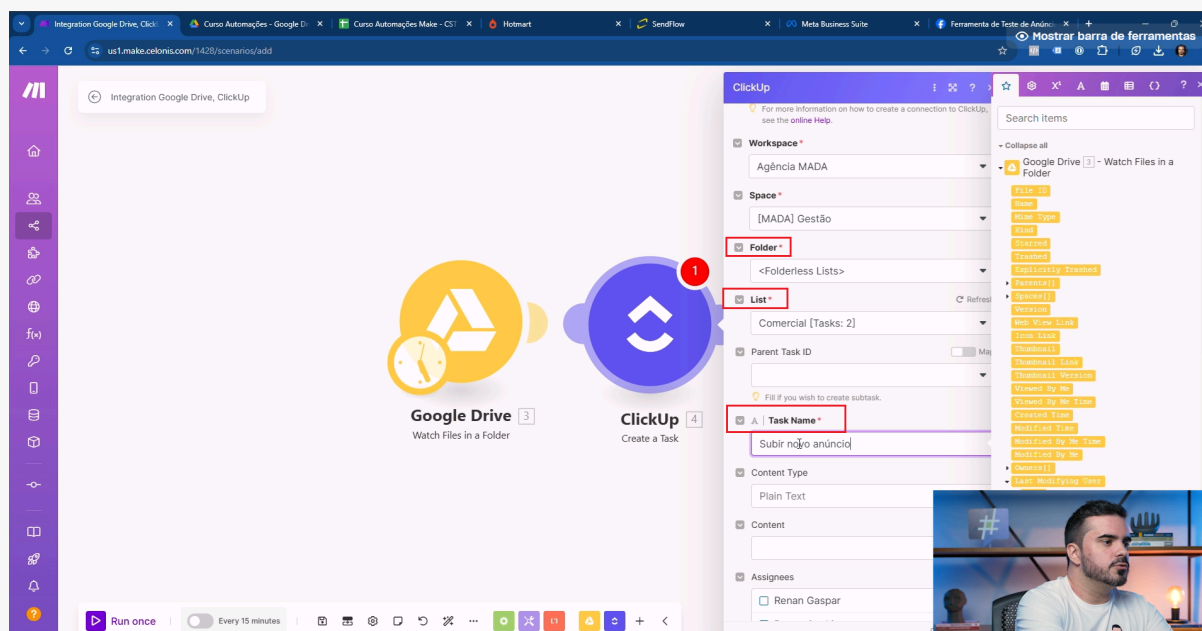 Integration Google Drive, Click
Curso Automações - Google Dr
Curso Automações Make - CST
Hotmart
SendFlow
Meta Business Suite
Ferramenta de Teste de Anúnc
Mostrar barra de ferramentas
us1.make.celonis.com/1428/scenarios/add
Integration Google Drive, ClickUp
ClickUp
For more information on how to create a connection to ClickUp,
see the online Help.
Workspace *
Agência MADA
Space *
[MADA] Gestão
Folder *
<Folderless Lists>
List *
Refres
Comercial [Tasks: 2]
Parent Task ID
Ma
Fill if you wish to create subtask.
A | Task Name *
Subir novo anúncio
Content Type
Plain Text
Content
Assignees
Renan Gaspar
Search items
Collapse all
Google Drive 3 - Watch Files in a
Folder
File ID
Name
Mime Type
Kind
Starred
Trashed
Explicitly Trashed
Parents[]
Spaces[]
Version
Web View Link
Icon Link
Thumbnail
Thumbnail Link
Thumbnail Version
Viewed By Me
Viewed By Me Time
Created Time
Modified Time
Modified By Me Time
Modified By Me
Owners[]
Last Modifying User
1
Google Drive 3
Watch Files in a Folder
ClickUp 4
Create a Task
Run once
Every 15 minutes